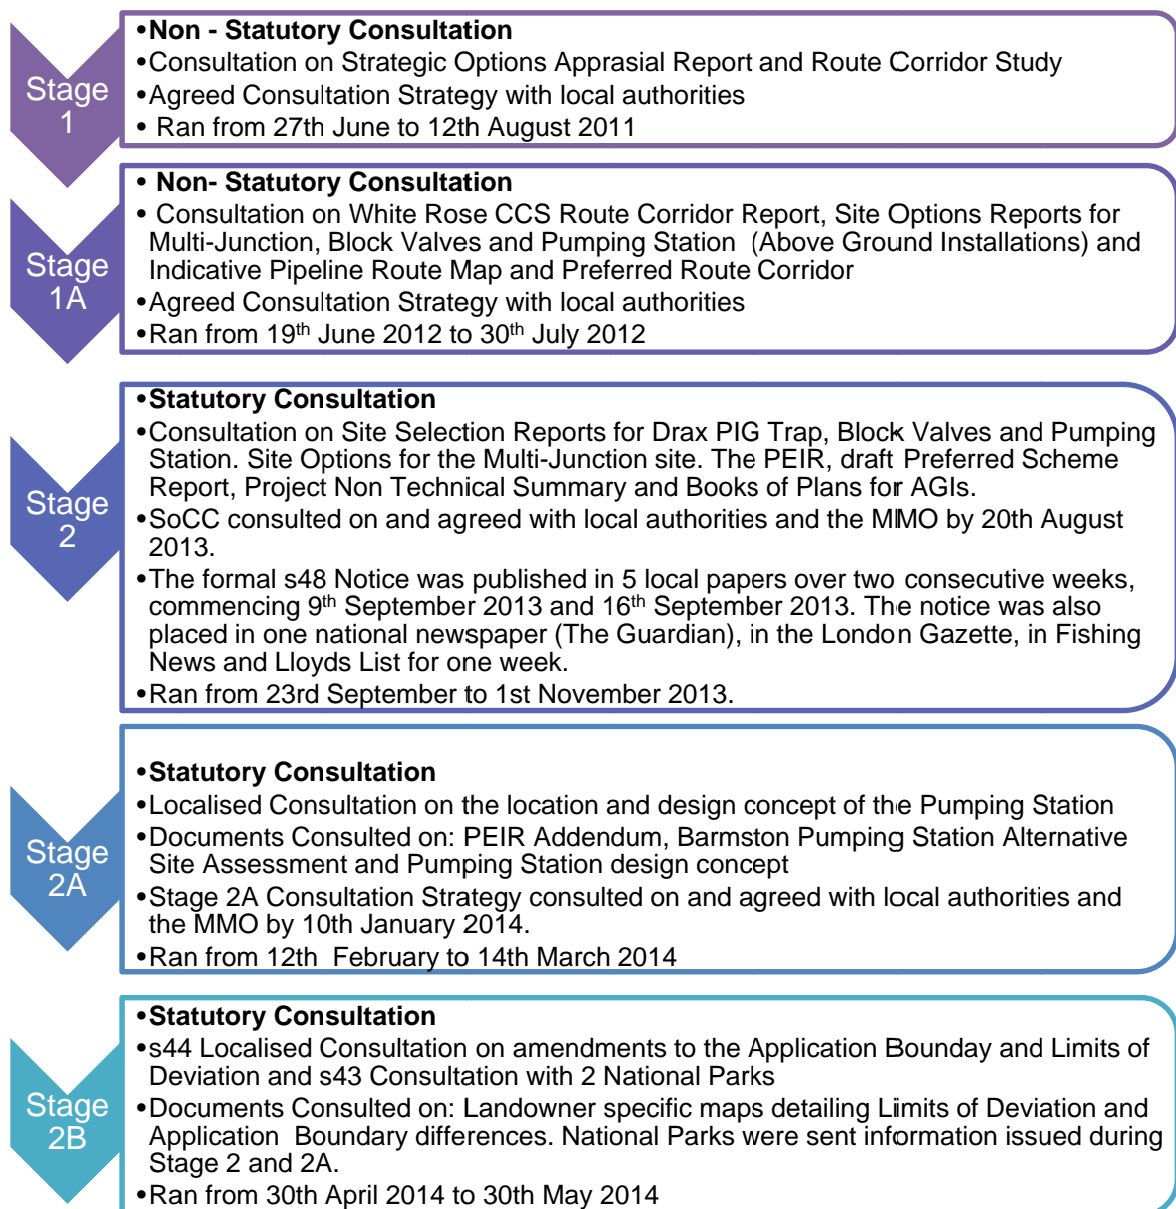 Stage
1
•Non - Statutory Consultation
•Consultation on Strategic Options Apprasial Report and Route Corridor Study
•Agreed Consultation Strategy with local authorities
• Ran from 27th June to 12th August 2011
Stage
1A
• Non- Statutory Consultation
• Consultation on White Rose CCS Route Corridor Report, Site Options Reports for
Multi-Junction, Block Valves and Pumping Station (Above Ground Installations) and
Indicative Pipeline Route Map and Preferred Route Corridor
•Agreed Consultation Strategy with local authorities
•Ran from 19th June 2012 to 30th July 2012
Stage
2
•Statutory Consultation
•Consultation on Site Selection Reports for Drax PIG Trap, Block Valves and Pumping
Station. Site Options for the Multi-Junction site. The PEIR, draft Preferred Scheme
Report, Project Non Technical Summary and Books of Plans for AGIs.
•SoCC consulted on and agreed with local authorities and the MMO by 20th August
2013.
•The formal s48 Notice was published in 5 local papers over two consecutive weeks,
commencing 9th September 2013 and 16th September 2013. The notice was also
placed in one national newspaper (The Guardian), in the London Gazette, in Fishing
News and Lloyds List for one week.
•Ran from 23rd September to 1st November 2013.
Stage
2A
•Statutory Consultation
•Localised Consultation on the location and design concept of the Pumping Station
•Documents Consulted on: PEIR Addendum, Barmston Pumping Station Alternative
Site Assessment and Pumping Station design concept
•Stage 2A Consultation Strategy consulted on and agreed with local authorities and
the MMO by 10th January 2014.
•Ran from 12th February to 14th March 2014
Stage
2B
•Statutory Consultation
•s44 Localised Consultation on amendments to the Application Bounday and Limits of
Deviation and s43 Consultation with 2 National Parks
•Documents Consulted on: Landowner specific maps detailing Limits of Deviation and
Application Boundary differences. National Parks were sent information issued during
Stage 2 and 2A.
•Ran from 30th April 2014 to 30th May 2014